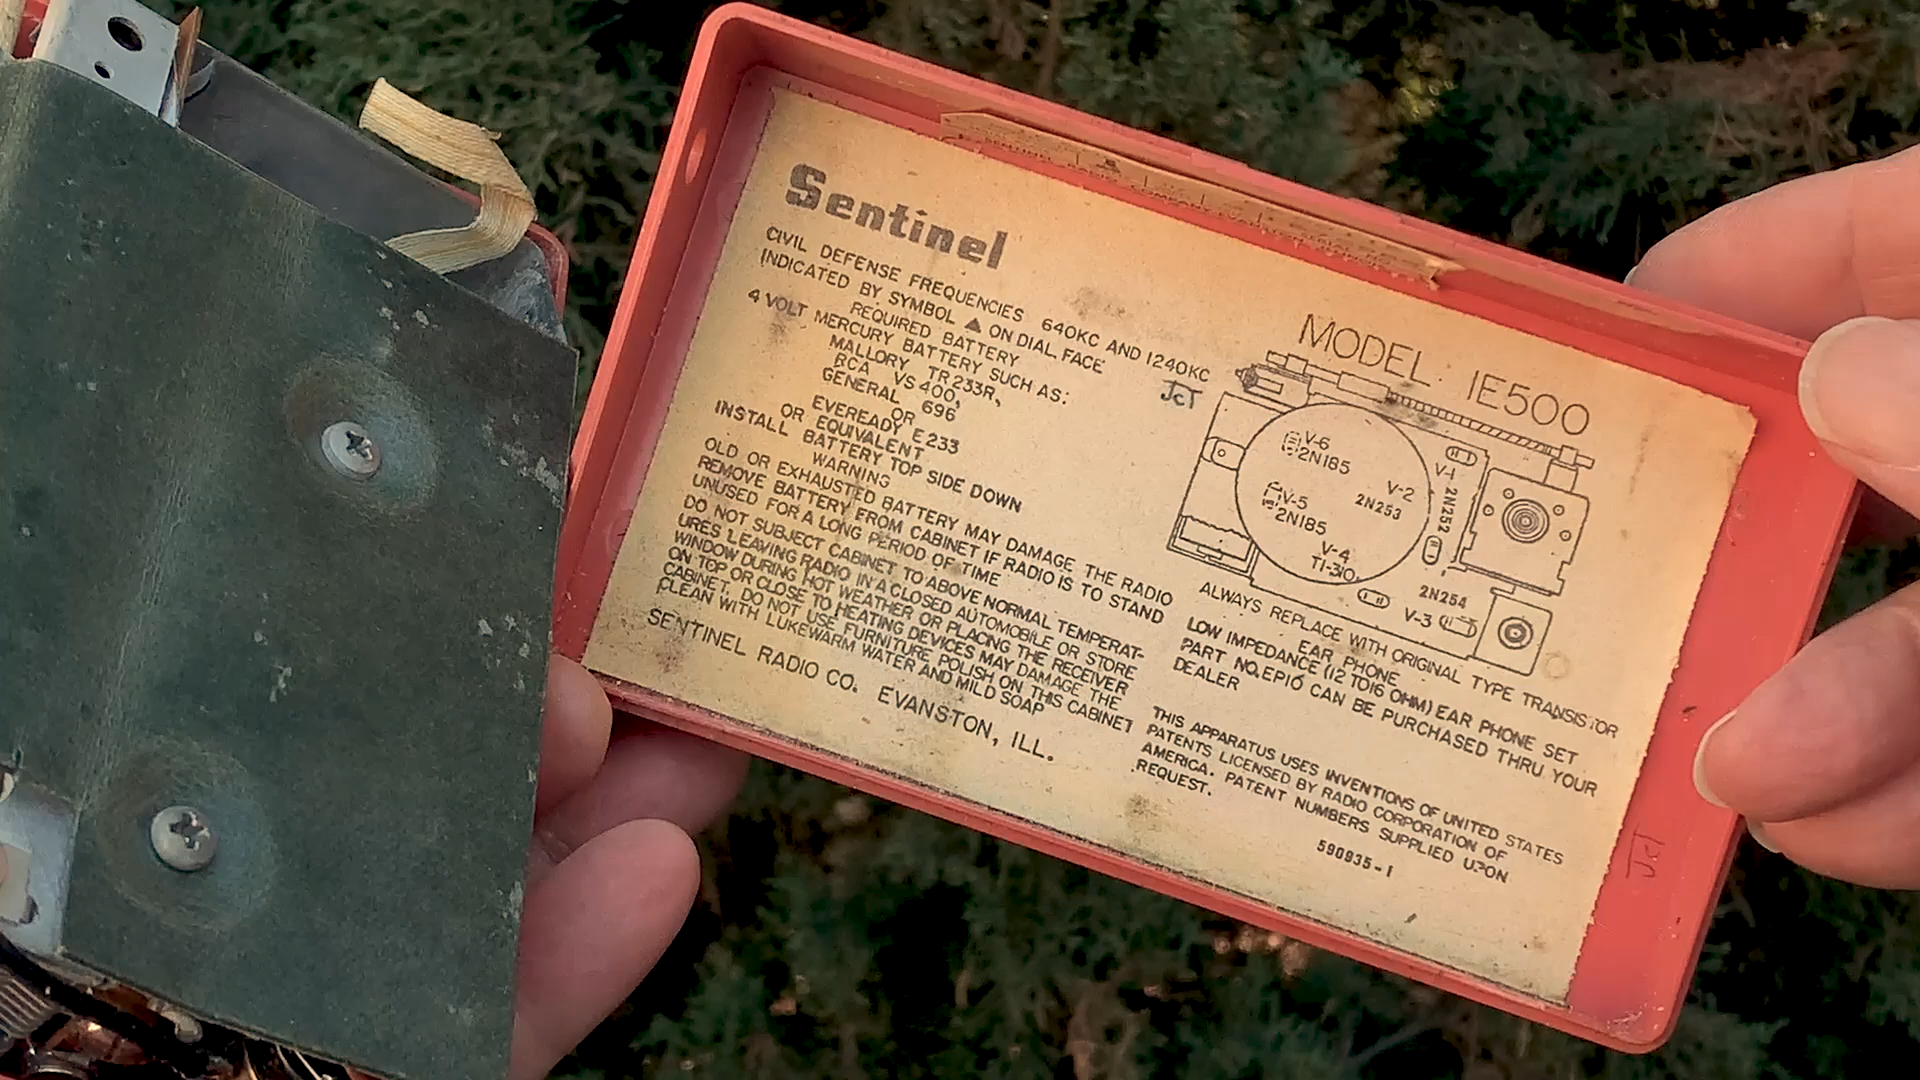 Sentinel
CIVIL DEFENSE FREQUENCIES 640KC AND 1240KC
INDICATED BY SYMBOL ▲ ON DIAL FACE
REQUIRED BATTERY
4 VOLT MERCURY BATTERY SUCH AS:
MALLORY TR233R,
RCA VS 400,
GENERAL 696
OR
EVEREADY E233
OR EQUIVALENT
INSTALL BATTERY TOP SIDE DOWN
WARNING
OLD OR EXHAUSTED BATTERY MAY DAMAGE THE RADIO
REMOVE BATTERY FROM CABINET IF RADIO IS TO STAND
UNUSED FOR A LONG PERIOD OF TIME
DO NOT SUBJECT CABINET TO ABOVE NORMAL TEMPERAT-
URES LEAVING RADIO IN A CLOSED AUTOMOBILE OR STORE
WINDOW DURING HOT WEATHER OR PLACING THE RECEIVER
ON TOP OR CLOSE TO HEATING DEVICES MAY DAMAGE THE
CABINET. DO NOT USE FURNITURE POLISH ON THIS CABINET
CLEAN WITH LUKEWARM WATER AND MILD SOAP
SENTINEL RADIO CO. EVANSTON, ILL.
MODEL 1E500
JCT
V-6
2N185
V-5
2N185
V-2
2N253
V-4
TI-310
V-1
2N252
2N254
V-3
ALWAYS REPLACE WITH ORIGINAL TYPE TRANSISTOR
EAR PHONE
LOW IMPEDANCE (12 TO16 OHM) EAR PHONE SET
PART NO. EP10 CAN BE PURCHASED THRU YOUR
DEALER
THIS APPARATUS USES INVENTIONS OF UNITED STATES
PATENTS LICENSED BY RADIO CORPORATION OF
AMERICA. PATENT NUMBERS SUPPLIED UPON
REQUEST.
590935-1
JCT